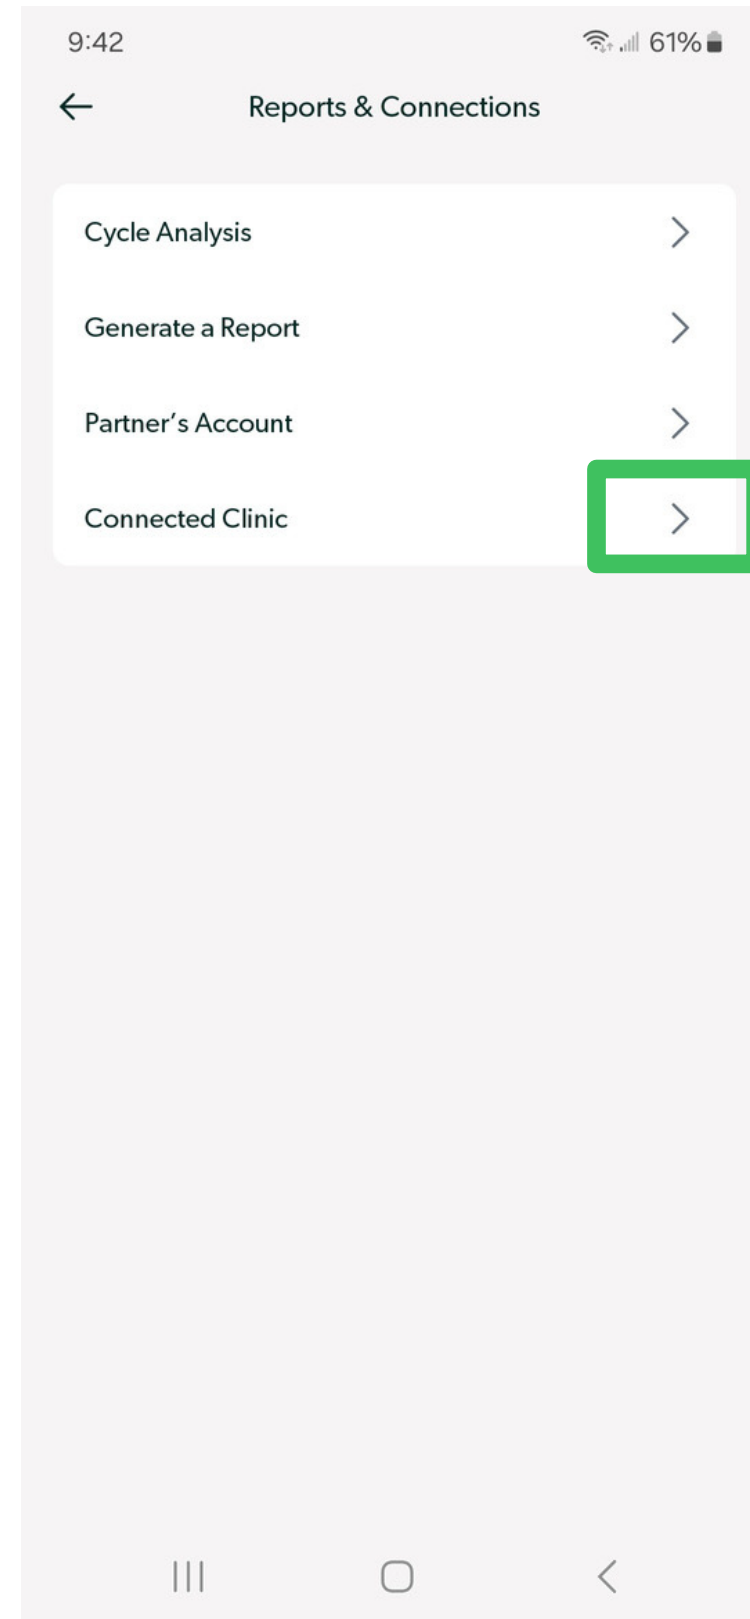 9:42
61%
Reports & Connections
Cycle Analysis
Generate a Report
Partner’s Account
Connected Clinic